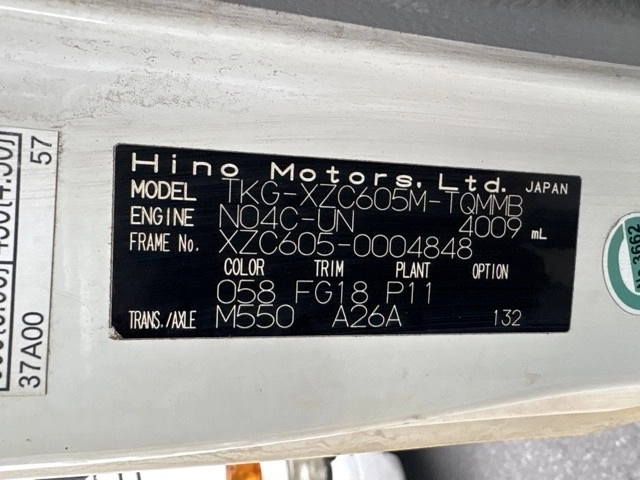 Hino Motors, Ltd. JAPAN
MODEL TKG-XZC605M-TQMMB
ENGINE N04C-UN 4009 mL
FRAME No. XZC605-0004848
COLOR TRIM PLANT OPTION
058 FG18 P11
TRANS./AXLE M550 A26A 132
57
37A00